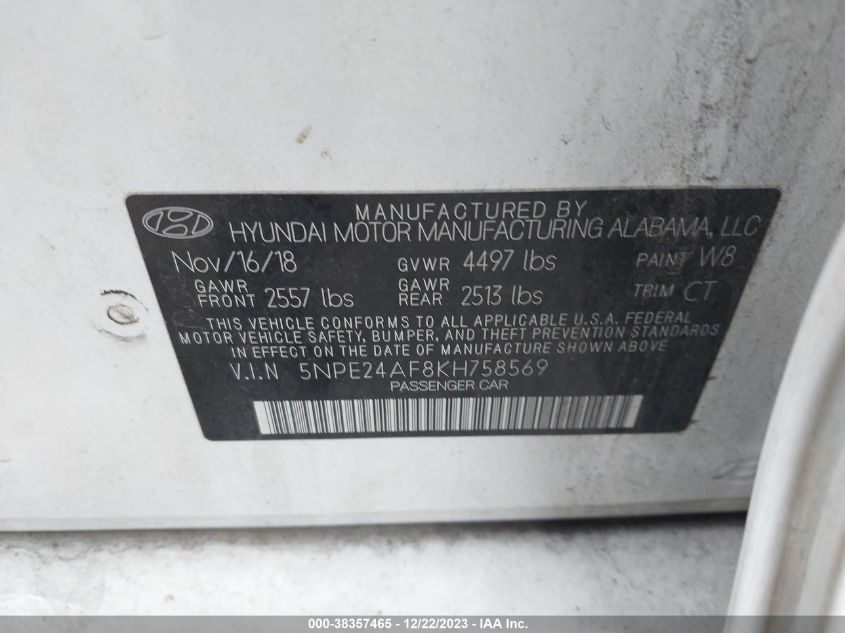 MANUFACTURED BY
HYUNDAI MOTOR MANUFACTURING ALABAMA, LLC
Nov/16/18 GVWR 4497 lbs PAINT W8
GAWR FRONT 2557 lbs GAWR REAR 2513 lbs TRIM CT
THIS VEHICLE CONFORMS TO ALL APPLICABLE U.S.A. FEDERAL
MOTOR VEHICLE SAFETY, BUMPER, AND THEFT PREVENTION STANDARDS
IN EFFECT ON THE DATE OF MANUFACTURE SHOWN ABOVE.
V.I.N 5NPE24AF8KH758569
PASSENGER CAR
000-38357465 - 12/22/2023 - IAA Inc.